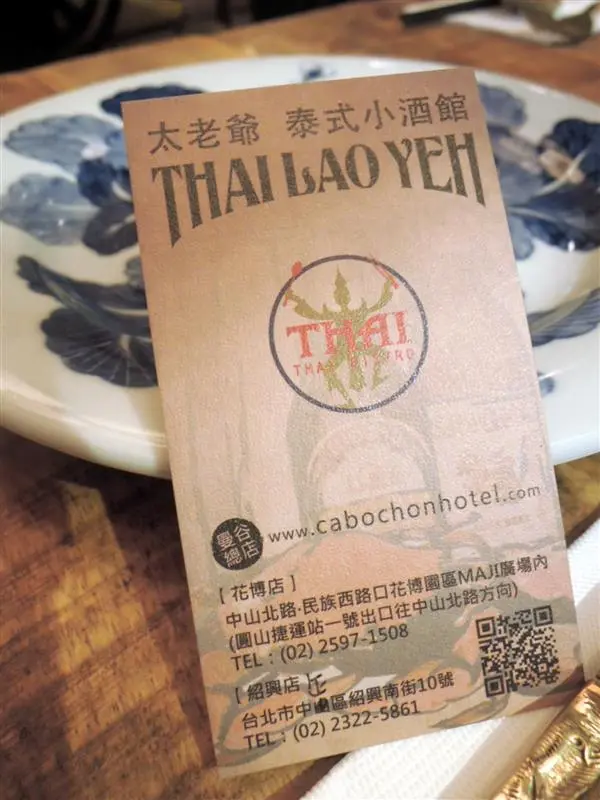 太老爺 泰式小酒館
THAI LAO YEH
THAI
曼谷
總店
www.cabochonhotel.com
[ 花博店 ]
中山北路·民族西路口花博園區MAJI廣場內
(圓山捷運站一號出口往中山北路方向)
TEL : (02) 2597-1508
[ 紹興店
台北市中 區紹興南街10號
TEL : (02) 2322-5861